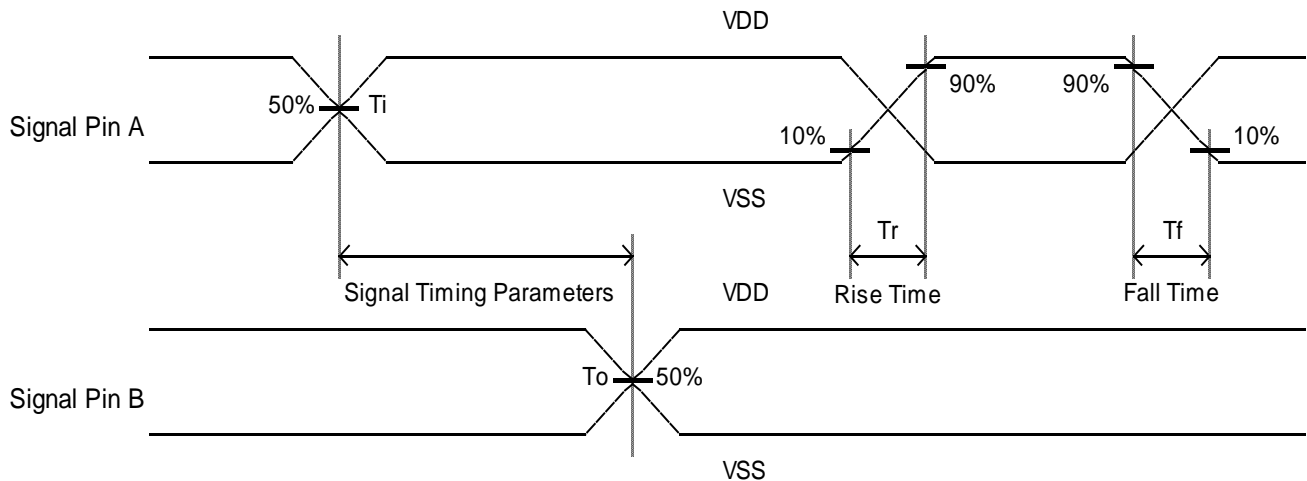 VDD
50% Ti
90% 90%
Signal Pin A
10% 10%
VSS
Tr Tf
Signal Timing Parameters VDD Rise Time Fall Time
To 50%
Signal Pin B
VSS